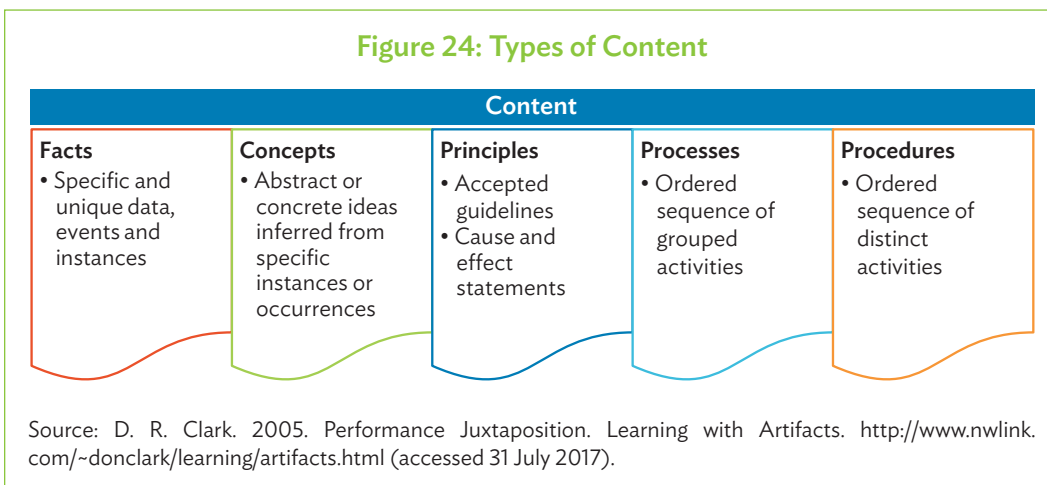 Figure 24: Types of Content
Content
Facts
• Specific and
unique data,
events and
instances
Concepts
• Abstract or
concrete ideas
inferred from
specific
instances or
occurrences
Principles
• Accepted
guidelines
• Cause and
effect
statements
Processes
• Ordered
sequence of
grouped
activities
Procedures
• Ordered
sequence of
distinct
activities
Source: D. R. Clark. 2005. Performance Juxtaposition. Learning with Artifacts. http://www.nwlink.
com/~donclark/learning/artifacts.html (accessed 31 July 2017).